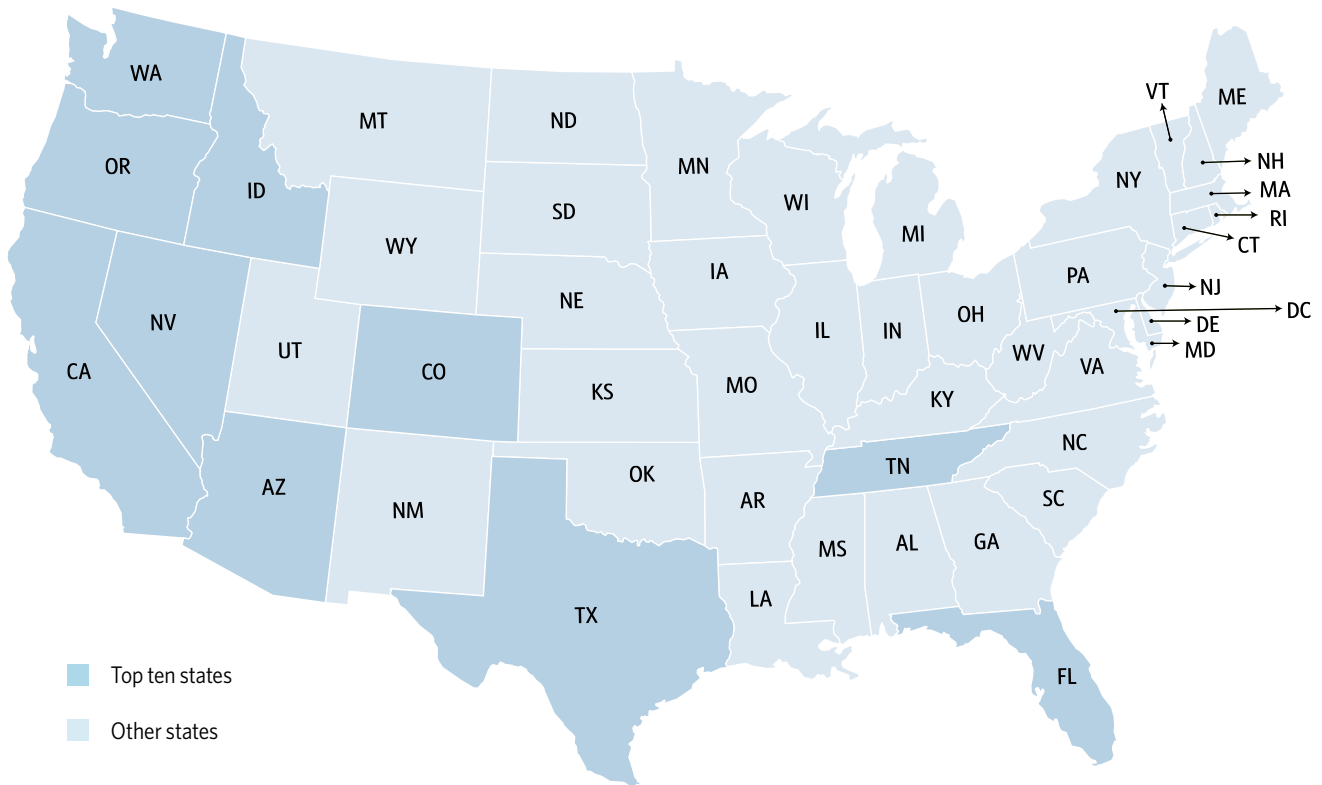 WA
MT
ND
MN
VT
ME
OR
ID
SD
WI
MI
NY
NH
MA
RI
CT
WY
IA
NE
PA
NJ
DC
NV
UT
CO
IL
IN
OH
DE
MD
CA
KS
MO
WV
VA
KY
AZ
NM
OK
AR
TN
NC
SC
MS
AL
GA
LA
TX
FL
Top ten states
Other states